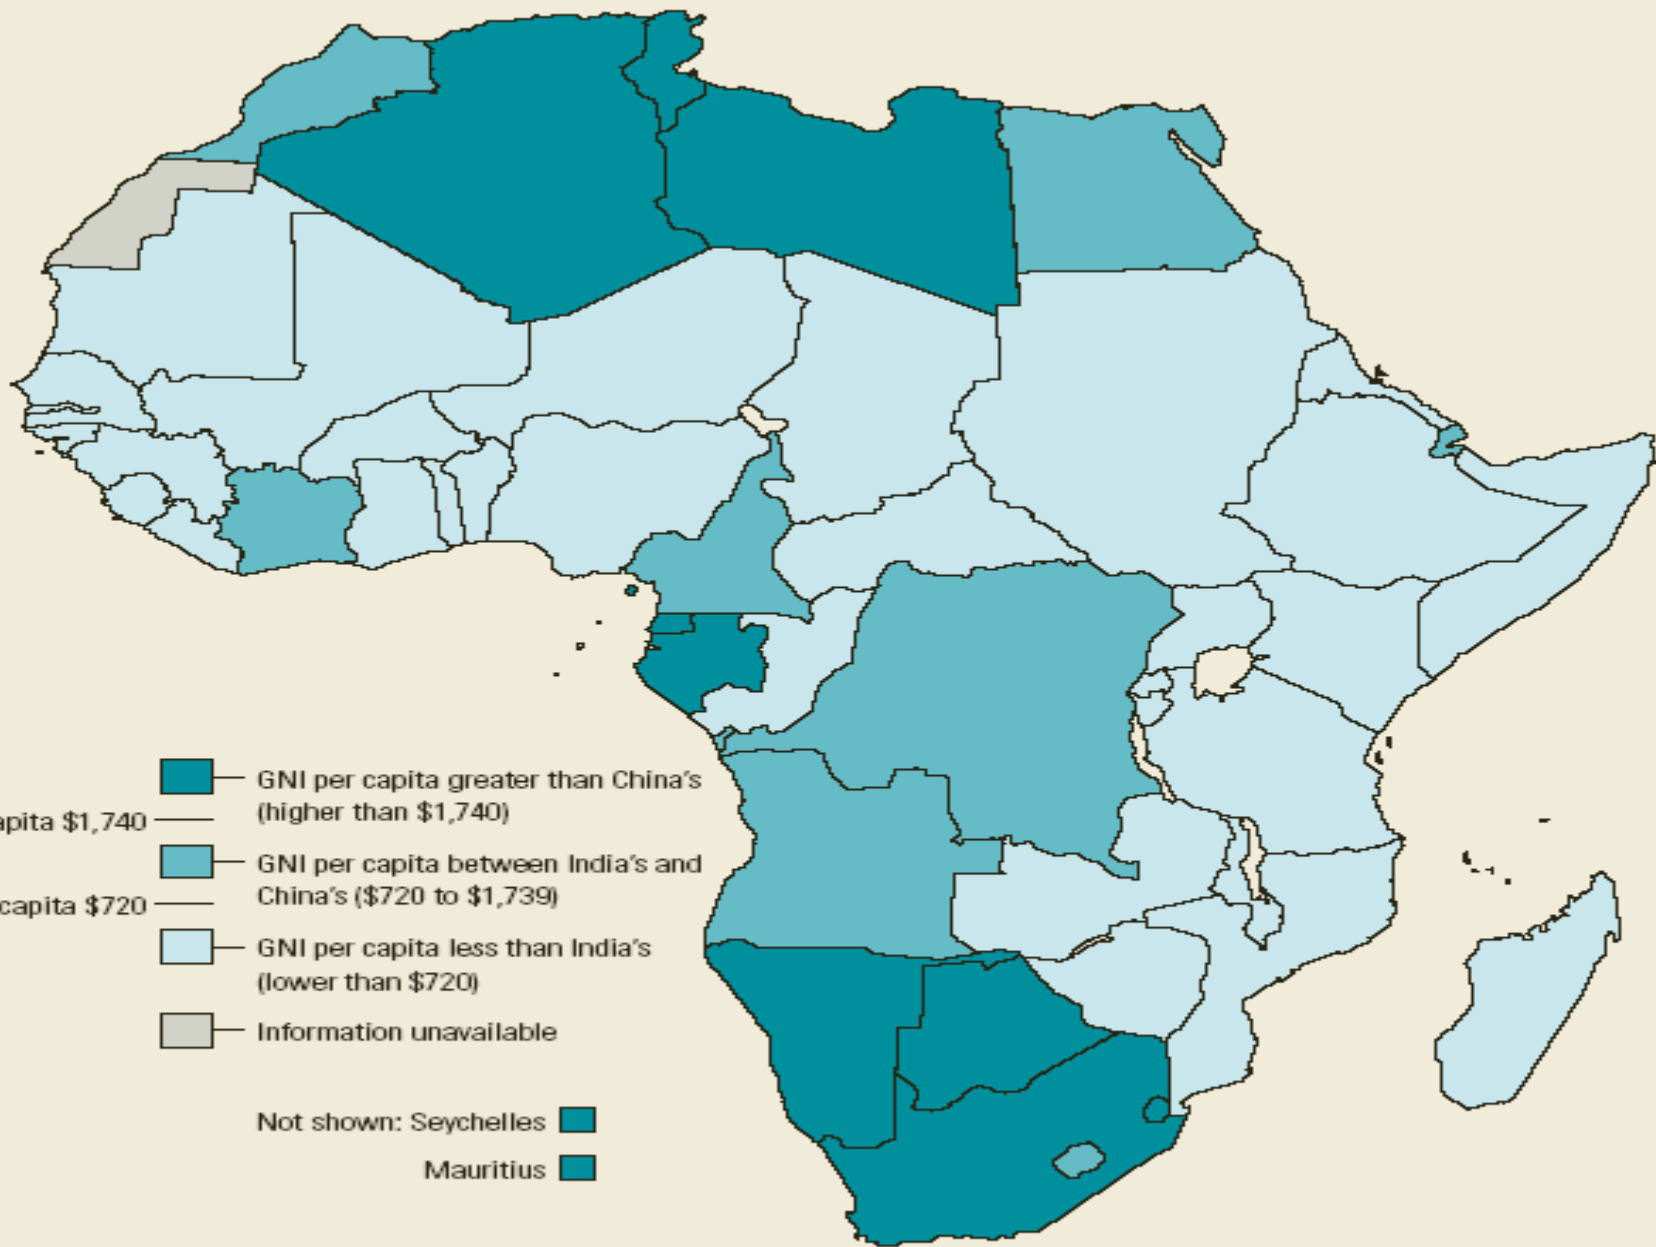 GNI per capita greater than China's
(higher than $1,740)
capita $1,740
GNI per capita between India's and
China's ($720 to $1,739)
capita $720
GNI per capita less than India's
(lower than $720)
Information unavailable
Not shown: Seychelles
Mauritius